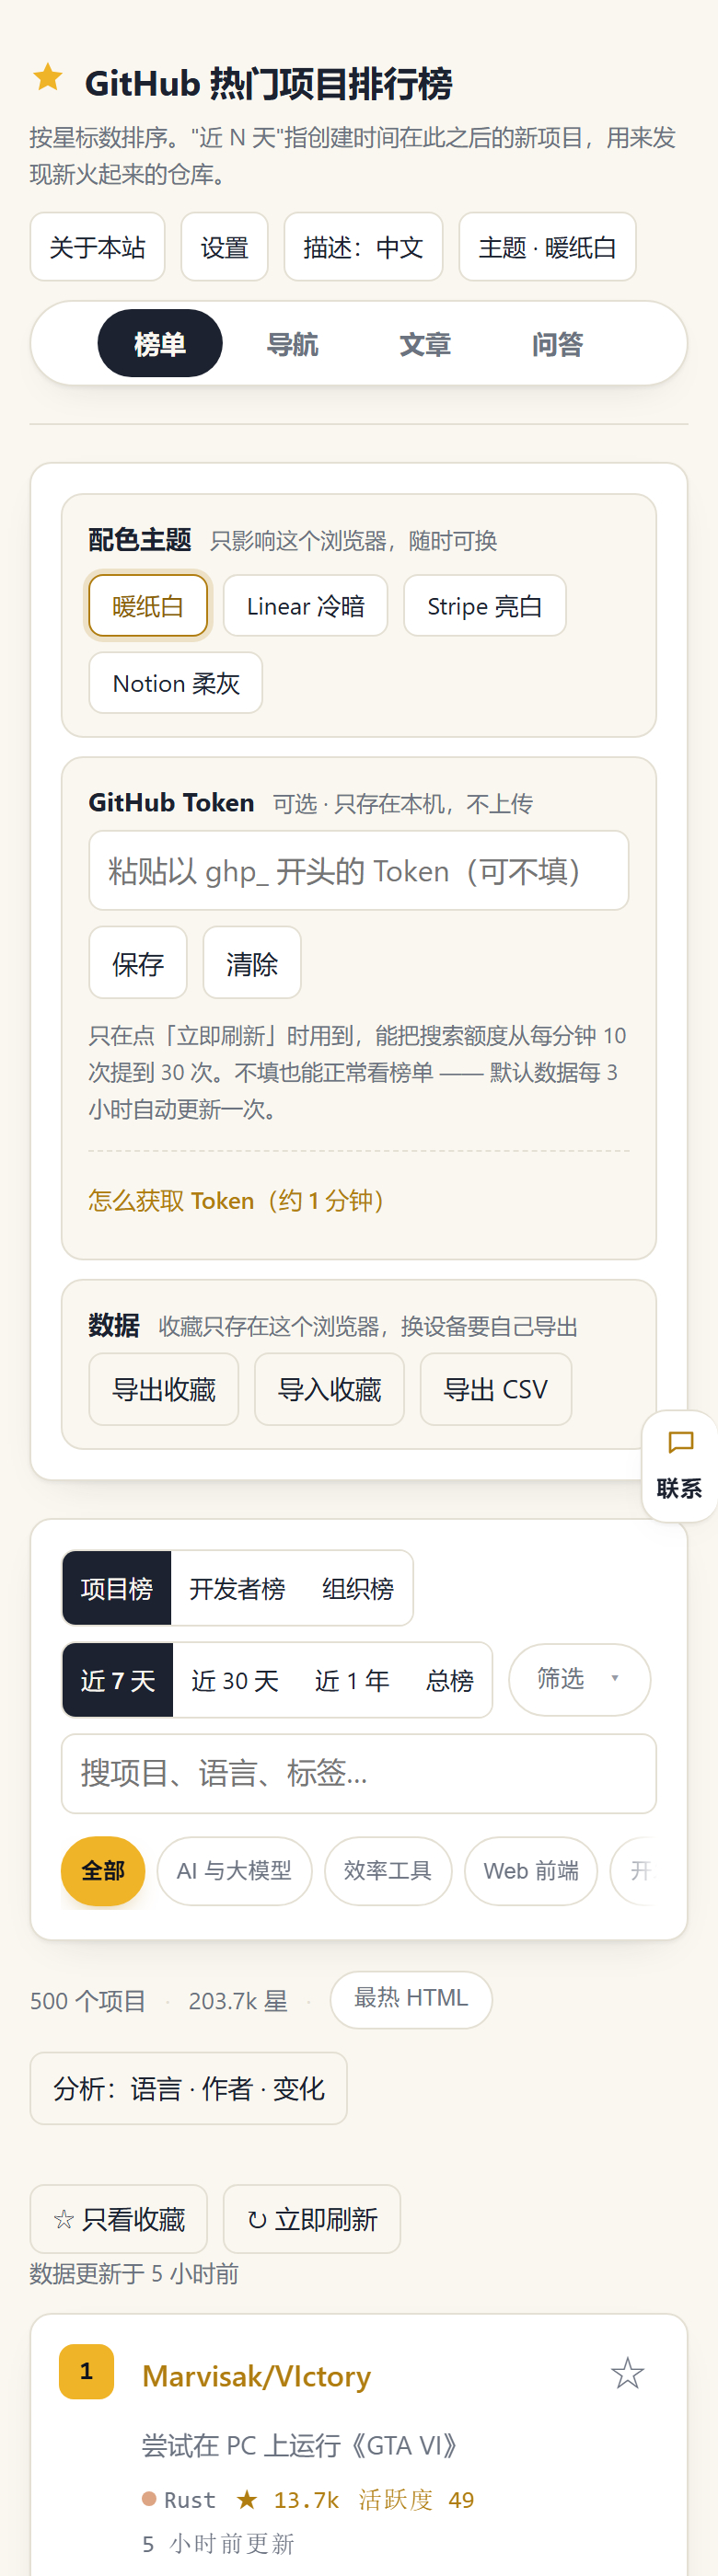 GitHub 热门项目排行榜
按星标数排序。"近 N 天"指创建时间在此之后的新项目，用来发
现新火起来的仓库。
关于本站 设置 描述：中文 主题 · 暖纸白
榜单 导航 文章 问答
配色主题 只影响这个浏览器，随时可换
暖纸白 Linear 冷暗 Stripe 亮白
Notion 柔灰
GitHub Token 可选 · 只存在本机，不上传
粘贴以 ghp_ 开头的 Token（可不填）
保存 清除
只在点「立即刷新」时用到，能把搜索额度从每分钟 10
次提到 30 次。不填也能正常看榜单 —— 默认数据每 3
小时自动更新一次。
怎么获取 Token（约 1 分钟）
数据 收藏只存在这个浏览器，换设备要自己导出
导出收藏 导入收藏 导出 CSV
联系
项目榜 开发者榜 组织榜
近 7 天 近 30 天 近 1 年 总榜 筛选 ▾
搜项目、语言、标签...
全部 AI 与大模型 效率工具 Web 前端 开
500 个项目 · 203.7k 星 · 最热 HTML
分析：语言 · 作者 · 变化
☆ 只看收藏 ↻ 立即刷新
数据更新于 5 小时前
1 Marvisak/VIctory ☆
尝试在 PC 上运行《GTA VI》
Rust ★ 13.7k 活跃度 49
5 小时前更新